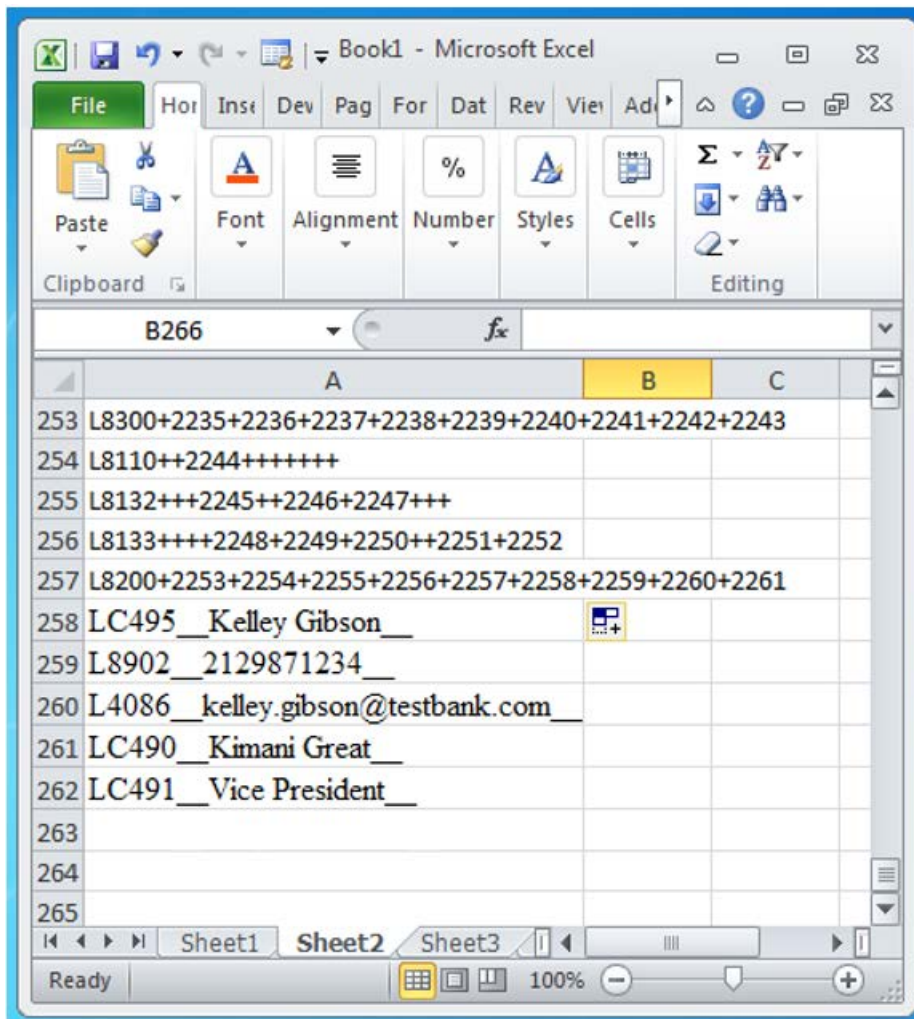 Book1 - Microsoft Excel
File Hor Inse Dev Pag For Dat Rev Viev Ade
Paste Font Alignment Number Styles Cells
Clipboard Editing
B266 fx
A B C
253 L8300+2235+2236+2237+2238+2239+2240+2241+2242+2243
254 L8110++2244+++++++
255 L8132+++2245++2246+2247+++
256 L8133++++2248+2249+2250++2251+2252
257 L8200+2253+2254+2255+2256+2257+2258+2259+2260+2261
258 LC495__Kelley Gibson__
259 L8902__2129871234__
260 L4086__kelley.gibson@testbank.com__
261 LC490__Kimani Great__
262 LC491__Vice President__
263
264
265
Sheet1 Sheet2 Sheet3
Ready 100%